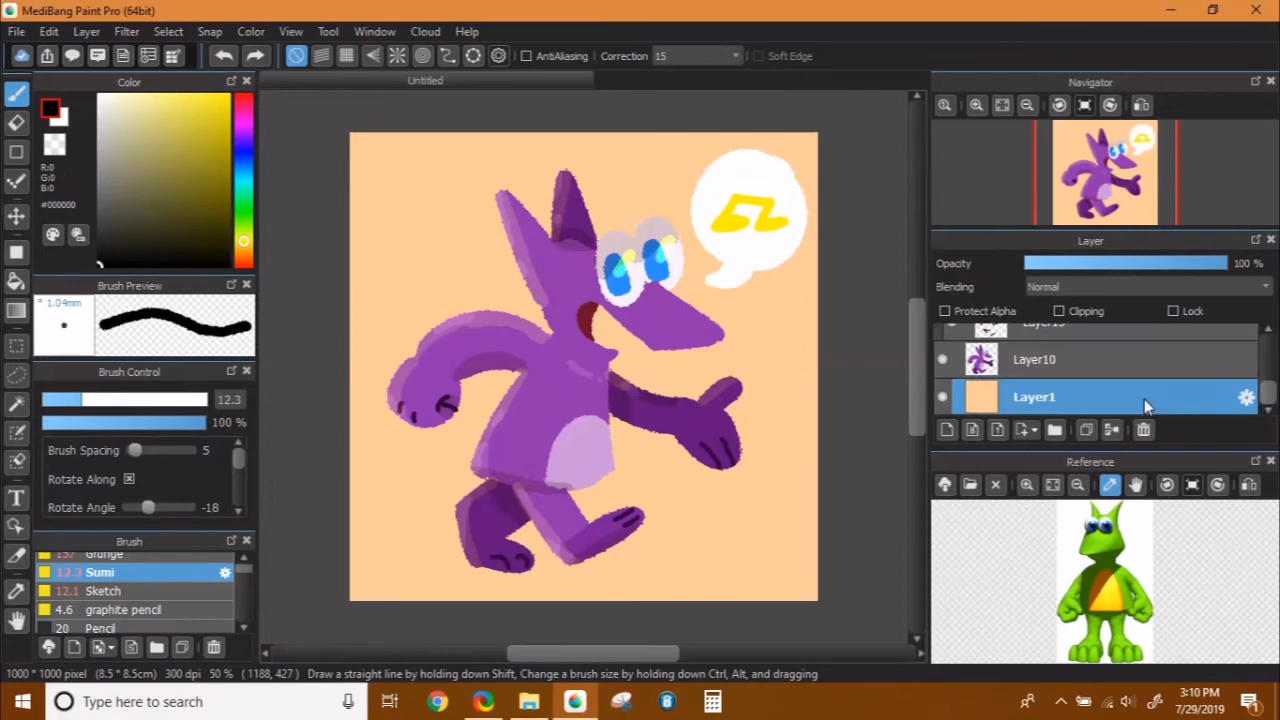 MediBang Paint Pro (64bit)
File Edit Layer Filter Select Snap Color View Tool Window Cloud Help
AntiAliasing Correction 15 Soft Edge
Color
Untitled
Navigator
R:0
G:0
B:0
#000000
Brush Preview
* 1.04mm
Brush Control
12.3
100 %
Brush Spacing 5
Rotate Along
Rotate Angle -18
Brush
157 Grunge
12.3 Sumi
12.1 Sketch
4.6 graphite pencil
20 Pencil
Layer
Opacity 100 %
Blending Normal
Protect Alpha Clipping Lock
Layer10
Layer1
Reference
1000 * 1000 pixel (8.5 * 8.5cm) 300 dpi 50 % (1188, 427) Draw a straight line by holding down Shift, Change a brush size by holding down Ctrl, Alt, and dragging
Type here to search
3:10 PM
7/29/2019